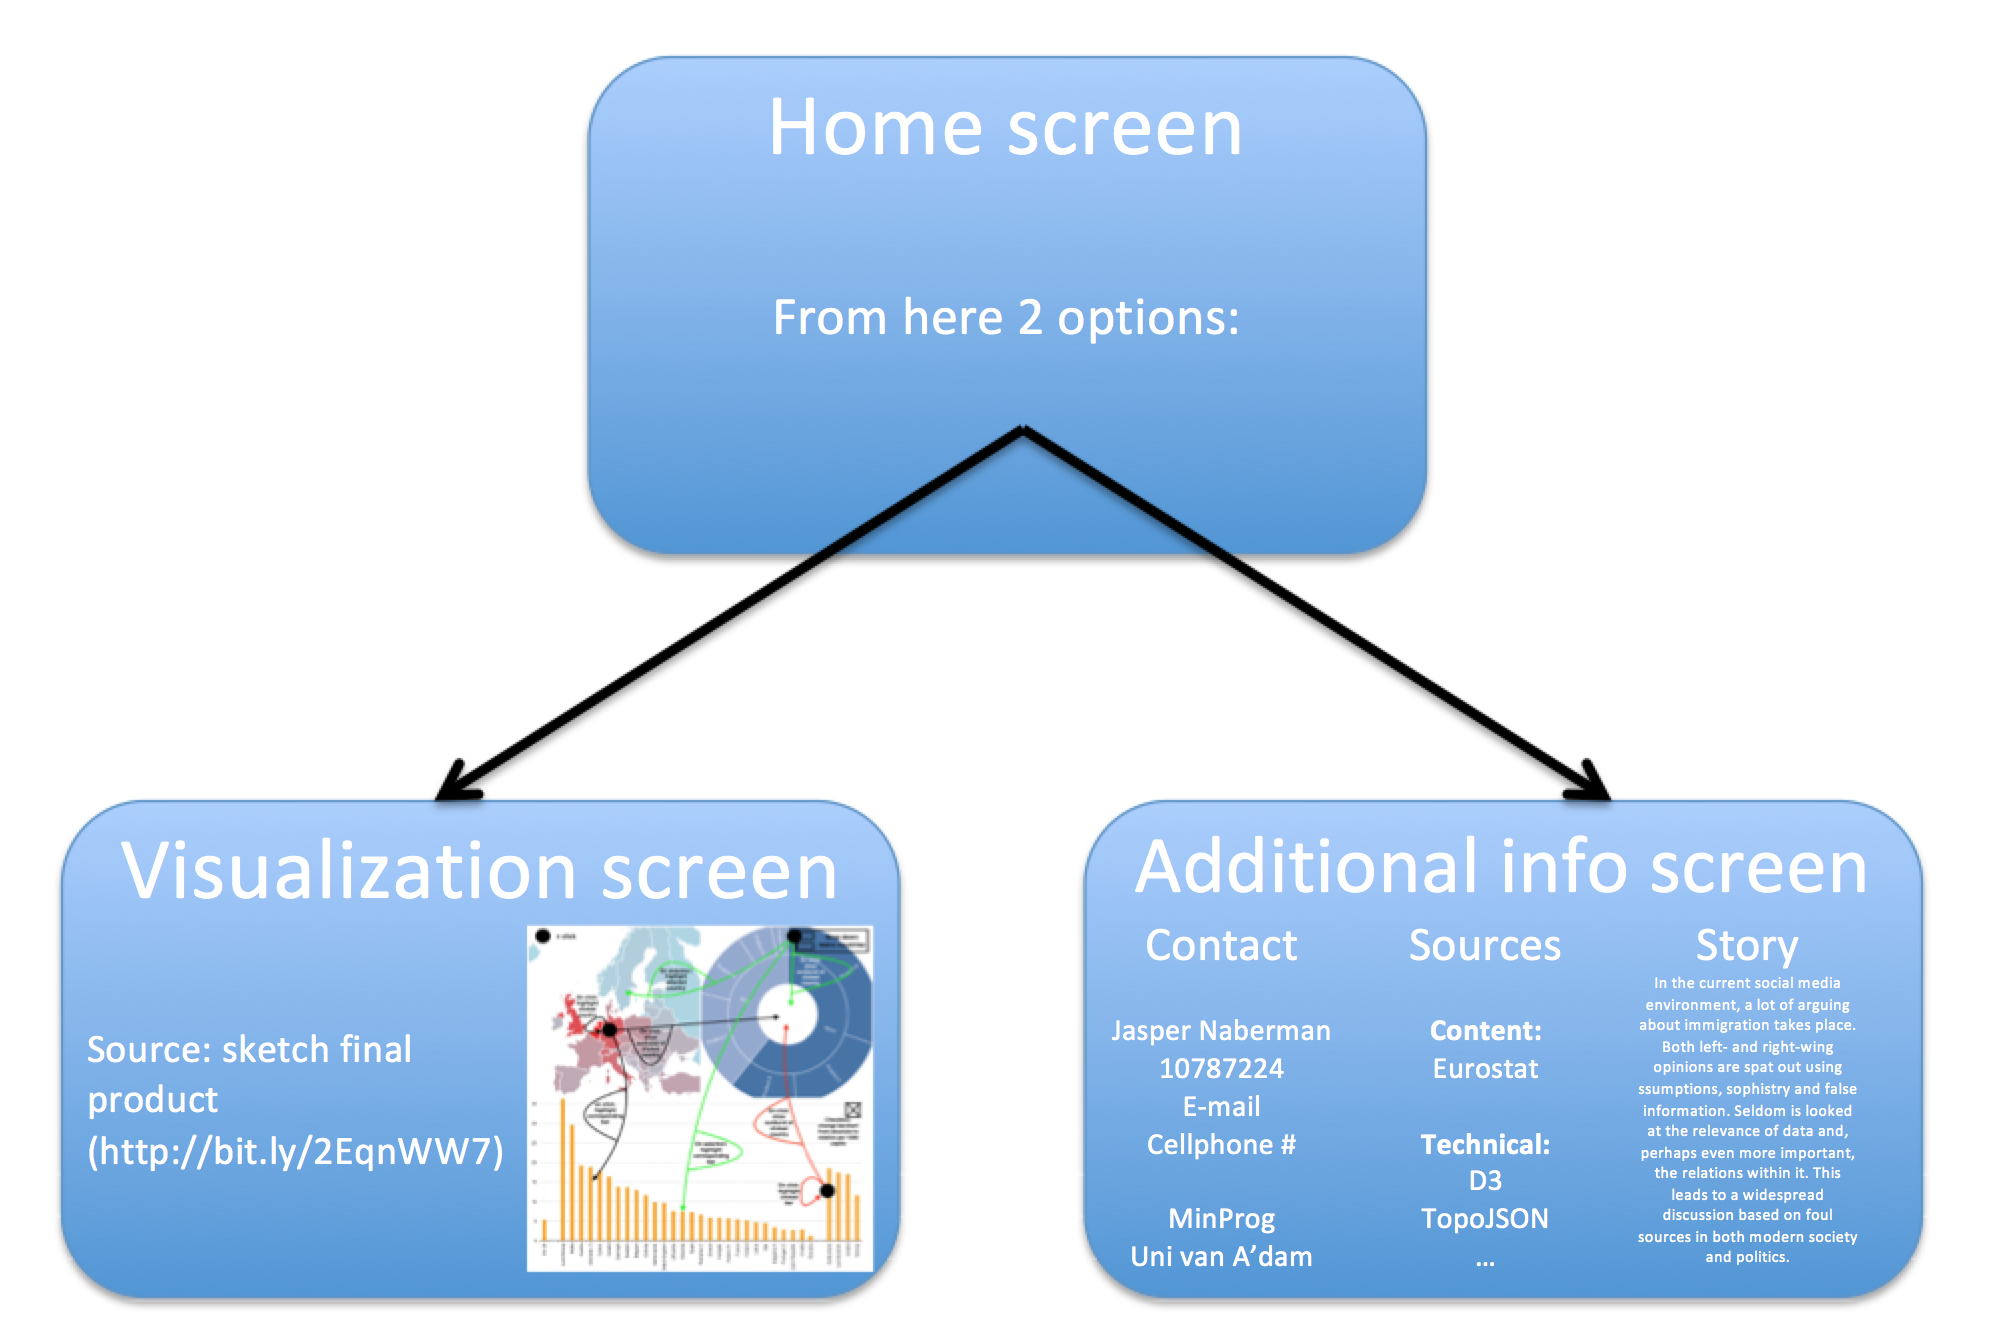 Home screen
From here 2 options:
Visualization screen
Source: sketch final
product
(http://bit.ly/2EqnWW7)
Additional info screen
Contact
Jasper Naberman
10787224
E-mail
Cellphone #
MinProg
Uni van A’dam
Sources
Content:
Eurostat
Technical:
D3
TopoJSON
...
Story
In the current social media
environment, a lot of arguing
about immigration takes place.
Both left- and right-wing
opinions are spat out using
ssumptions, sophistry and false
information. Seldom is looked
at the relevance of data and,
perhaps even more important,
the relations within it. This
leads to a widespread
discussion based on foul
sources in both modern society
and politics.